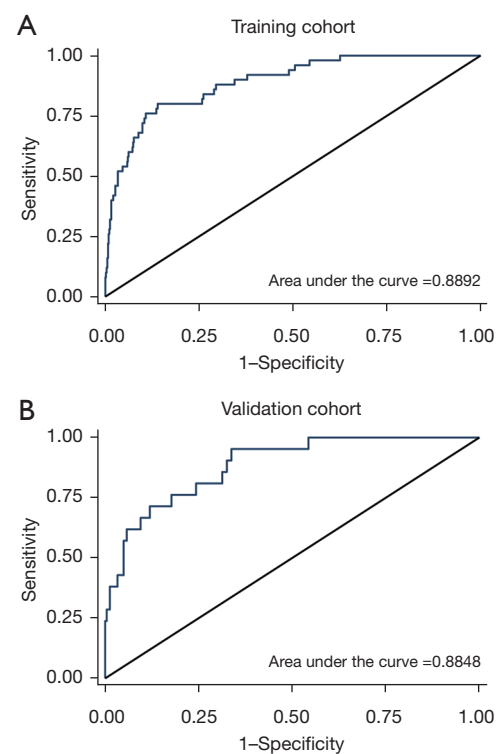 A
Training cohort
1.00
0.75
0.50
0.25
0.00
Sensitivity
Area under the curve =0.8892
0.00 0.25 0.50 0.75 1.00
1–Specificity
B
Validation cohort
1.00
0.75
0.50
0.25
0.00
Sensitivity
Area under the curve =0.8848
0.00 0.25 0.50 0.75 1.00
1–Specificity